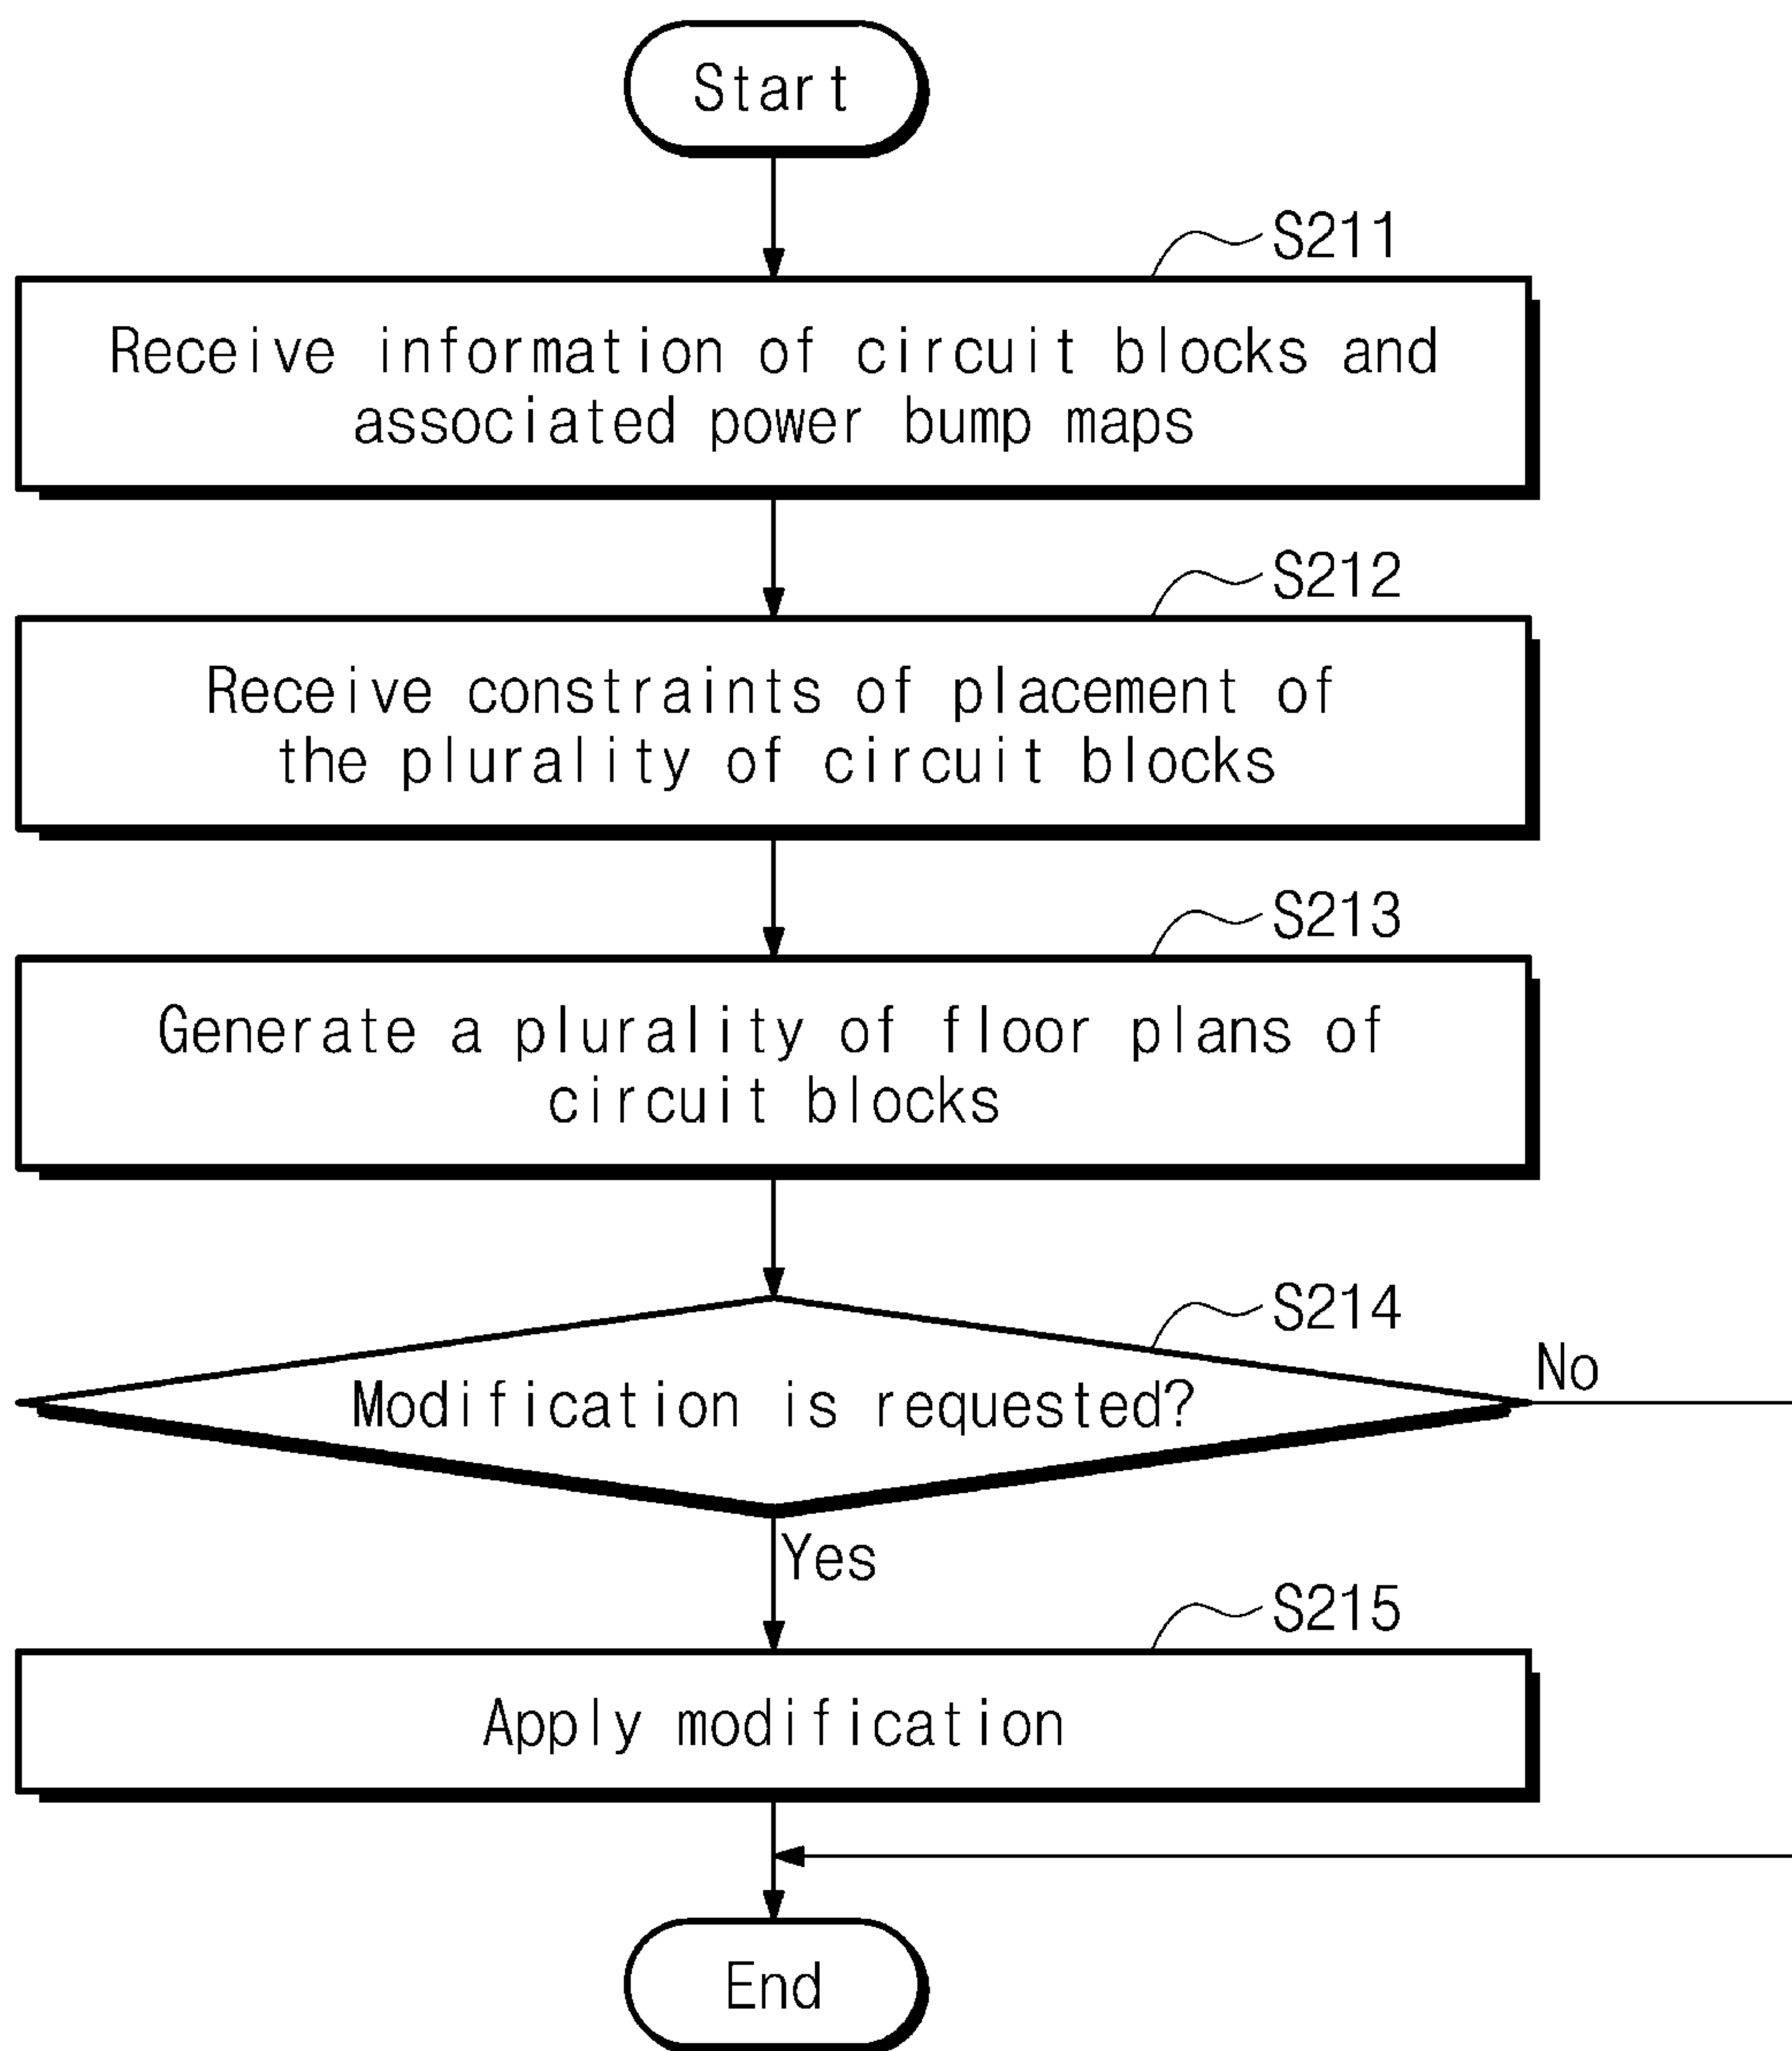 Start
S211
Receive information of circuit blocks and
associated power bump maps
S212
Receive constraints of placement of
the plurality of circuit blocks
S213
Generate a plurality of floor plans of
circuit blocks
S214
No
Modification is requested?
Yes
S215
Apply modification
End